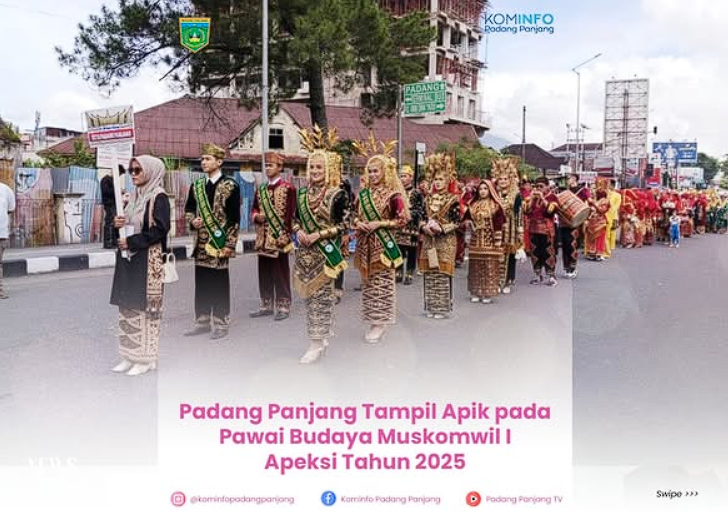 KOMINFO
Padang Panjang
PADANG
Padang Panjang Tampil Apik pada
Pawai Budaya Muskomwil I
Apeksi Tahun 2025
@kominfopadangpanjang
Kominfo Padang Panjang
Padang Panjang TV
Swipe >>>